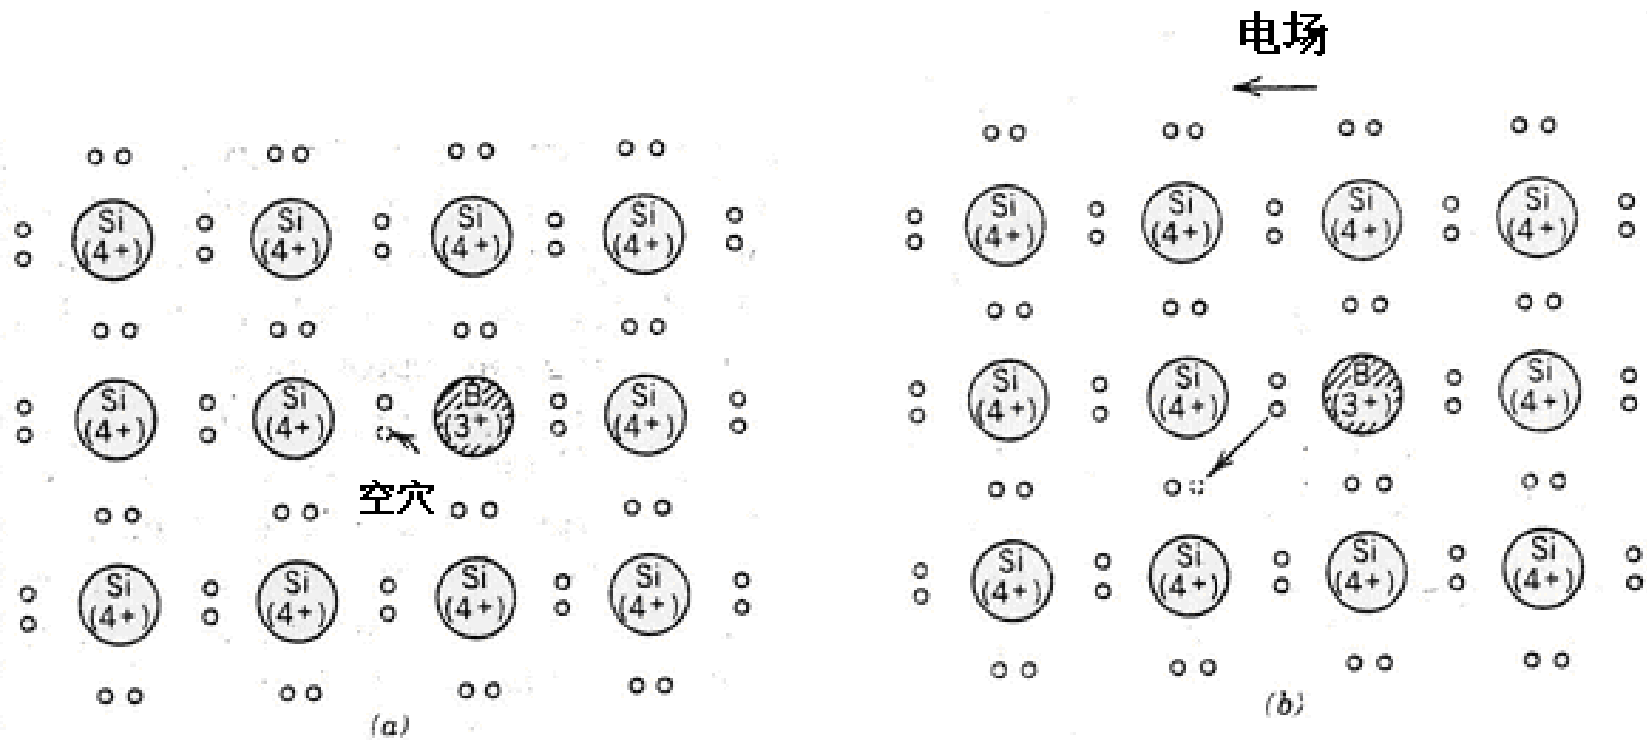 电场
Si Si Si Si
(4+) (4+) (4+) (4+)
Si Si B Si
(4+) (4+) (3+) (4+)
空穴
Si Si Si Si
(4+) (4+) (4+) (4+)
(a)
Si Si Si Si
(4+) (4+) (4+) (4+)
Si Si B Si
(4+) (4+) (3+) (4+)
Si Si Si Si
(4+) (4+) (4+) (4+)
(b)